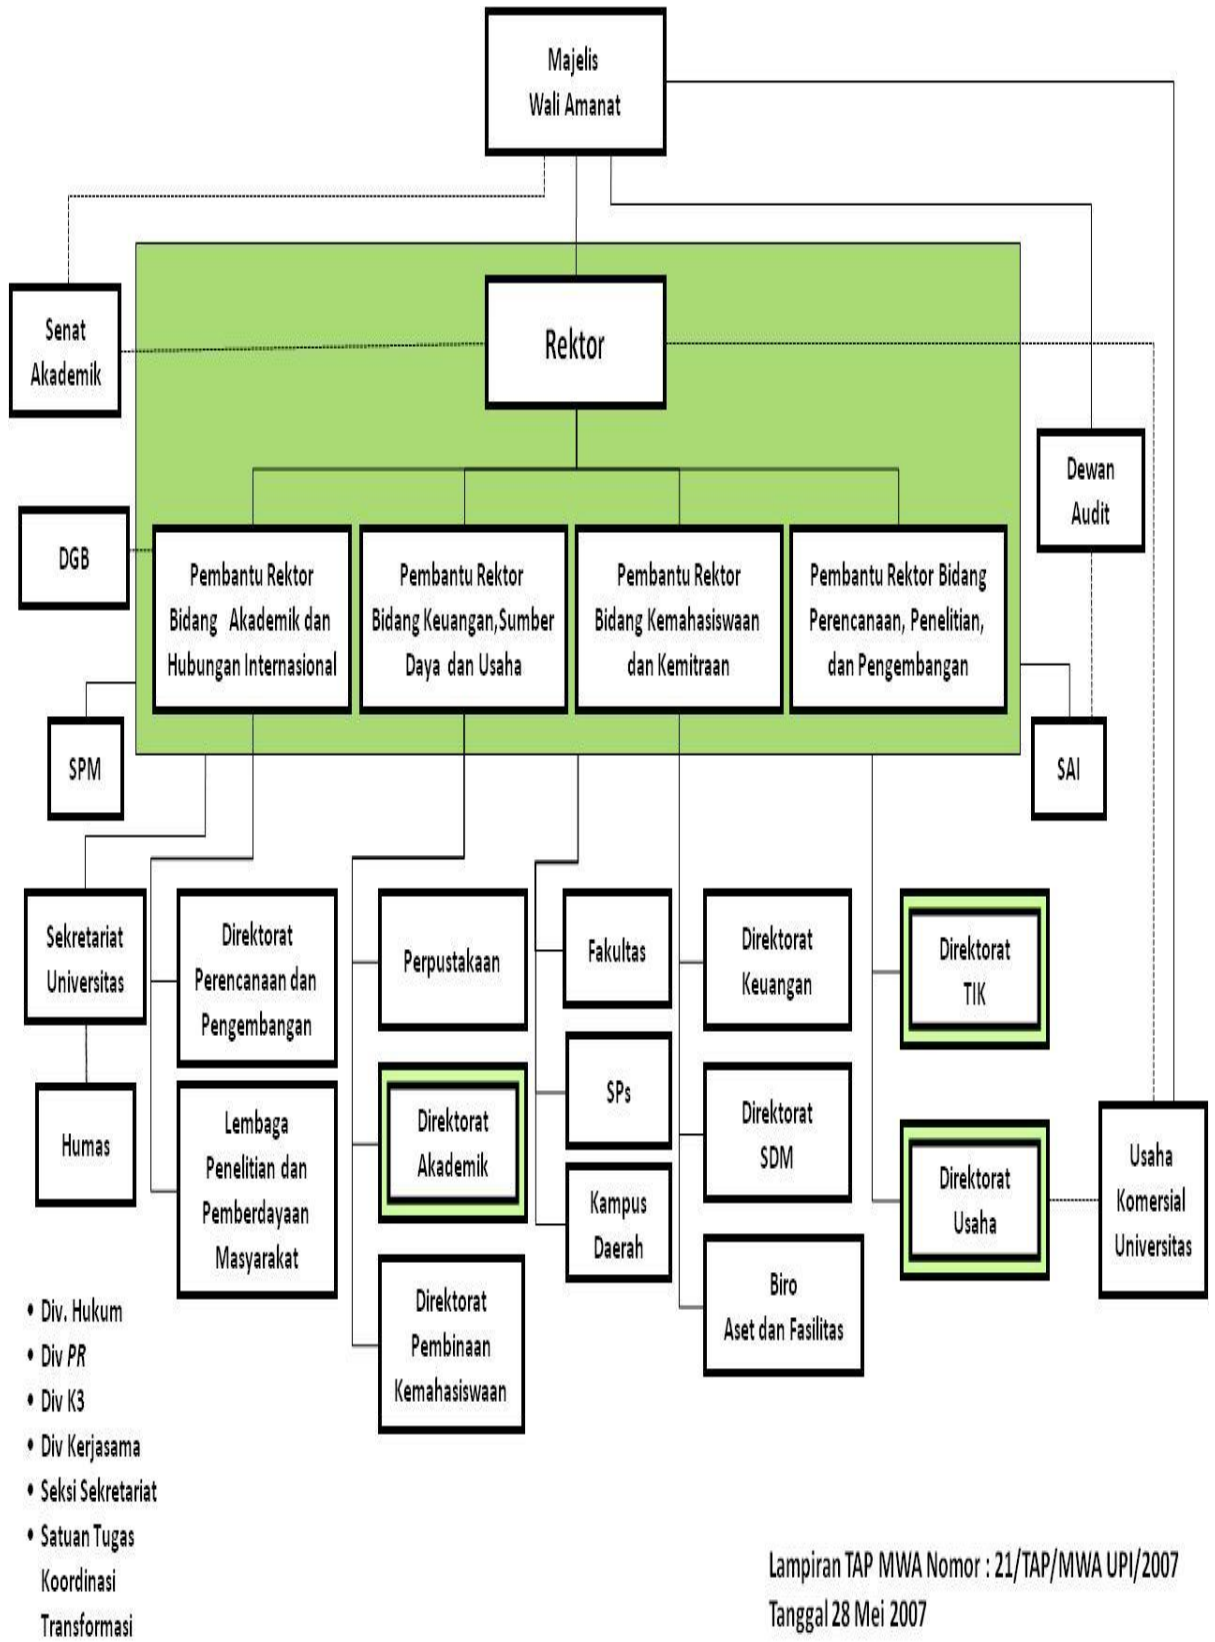 Majelis
Wali Amanat
Senat
Akademik
Rektor
Dewan
Audit
DGB
Pembantu Rektor
Bidang Akademik dan
Hubungan Internasional
Pembantu Rektor
Bidang Keuangan,Sumber
Daya dan Usaha
Pembantu Rektor
Bidang Kemahasiswaan
dan Kemitraan
Pembantu Rektor Bidang
Perencanaan, Penelitian,
dan Pengembangan
SPM
SAI
Sekretariat
Universitas
Direktorat
Perencanaan dan
Pengembangan
Perpustakaan
Fakultas
Direktorat
Keuangan
Direktorat
TIK
Humas
Lembaga
Penelitian dan
Pemberdayaan
Masyarakat
Direktorat
Akademik
SPs
Direktorat
SDM
Direktorat
Usaha
Usaha
Komersial
Universitas
Kampus
Daerah
Direktorat
Pembinaan
Kemahasiswaan
Biro
Aset dan Fasilitas
• Div. Hukum
• Div PR
• Div K3
• Div Kerjasama
• Seksi Sekretariat
• Satuan Tugas
Koordinasi
Transformasi
Lampiran TAP MWA Nomor : 21/TAP/MWA UPI/2007
Tanggal 28 Mei 2007